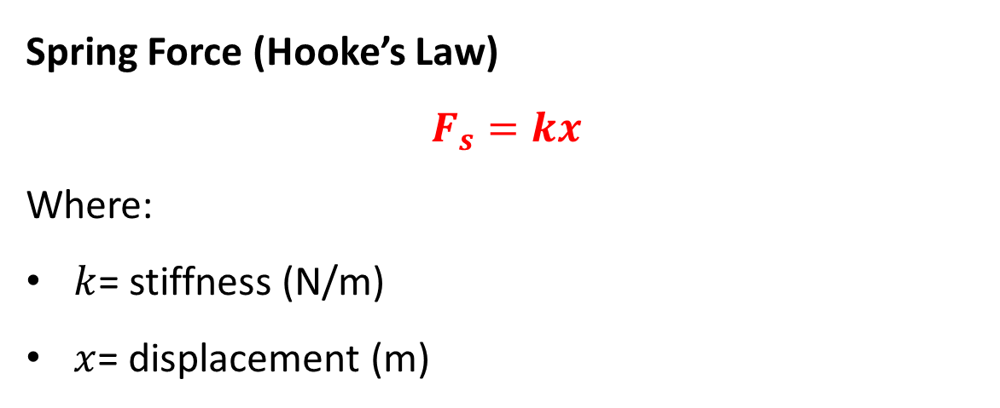 Spring Force (Hooke’s Law)
Fₛ = kx
Where:
• k= stiffness (N/m)
• x= displacement (m)